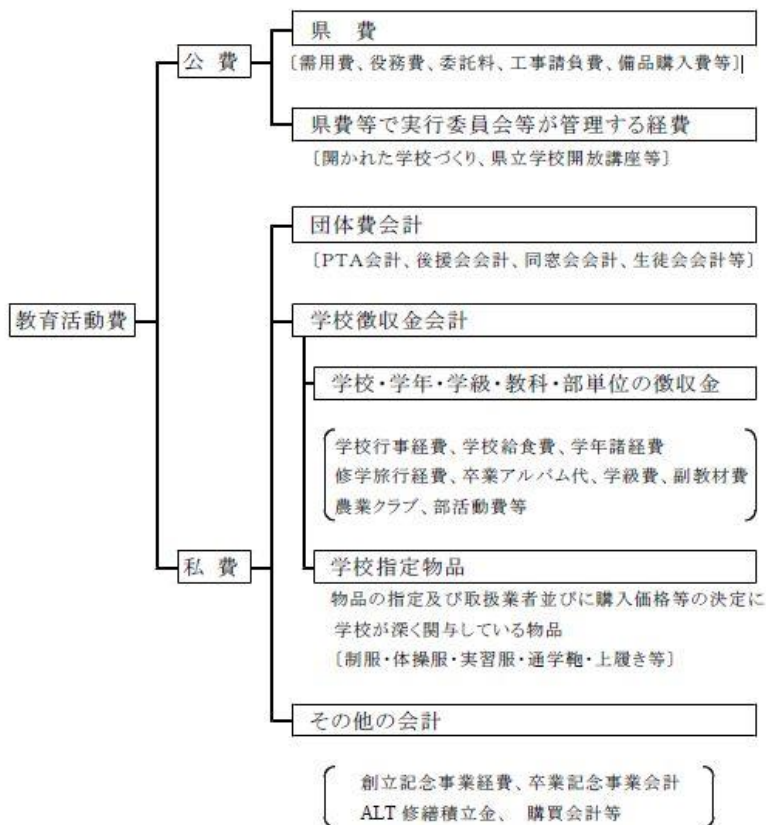 県 費
公 費
〔需用費、役務費、委託料、工事請負費、備品購入費等〕
県費等で実行委員会等が管理する経費
〔開かれた学校づくり、県立学校開放講座等〕
団体費会計
〔PTA会計、後援会会計、同窓会会計、生徒会会計等〕
教育活動費
学校徴収金会計
学校・学年・学級・教科・部単位の徴収金
学校行事経費、学校給食費、学年諸経費
修学旅行経費、卒業アルバム代、学級費、副教材費
農業クラブ、部活動費等
私 費
学校指定物品
物品の指定及び取扱業者並びに購入価格等の決定に
学校が深く関与している物品
〔制服・体操服・実習服・通学鞄・上履き等〕
その他の会計
創立記念事業経費、卒業記念事業会計
ALT 修繕積立金、 購買会計等